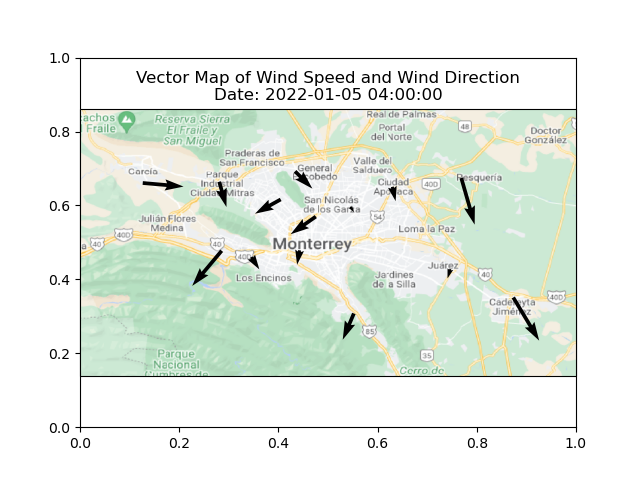 Vector Map of Wind Speed and Wind Direction
Date: 2022-01-05 04:00:00
1.0
0.8
0.6
0.4
0.2
0.0
0.0 0.2 0.4 0.6 0.8 1.0
achos
Fraile
Reserva Sierra
El Fraile y
San Miguel
Real de Palmas
Portal
del Norte
48
Doctor
González
Praderas de
San Francisco
Valle del
Salduero
García
Parque
Industrial
Ciudad Mitras
General
Escobedo
Ciudad
Apodaca
40D
Pesquería
San Nicolás
de los Garza
54
Julián Flores
Medina
Loma la Paz
40
40D
40
Monterrey
40D
Los Encinos
Jardines
de la Silla
Juárez
40
Cadereyta
Jiménez
40D
85
35
Parque
Nacional
Cumbres de
Cerro de